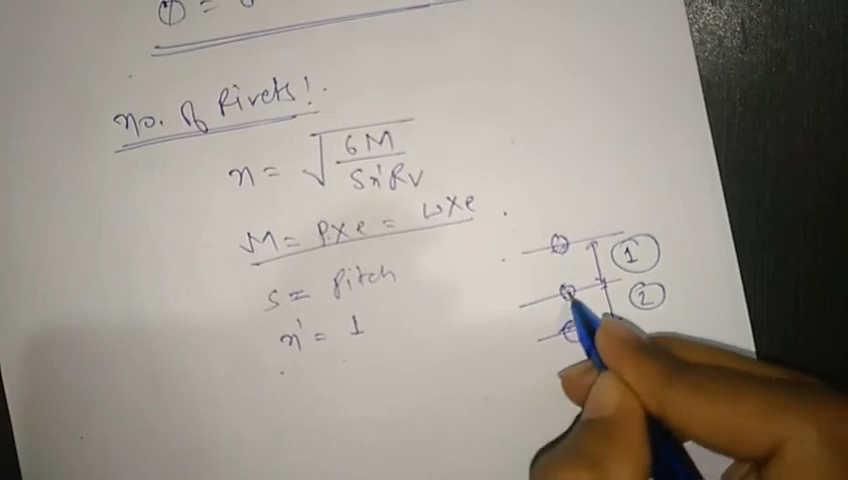 No. of Rivets!
n = √6M / Sn'Rv
M = P×e = W×e
S = Pitch
n' = 1
①
②